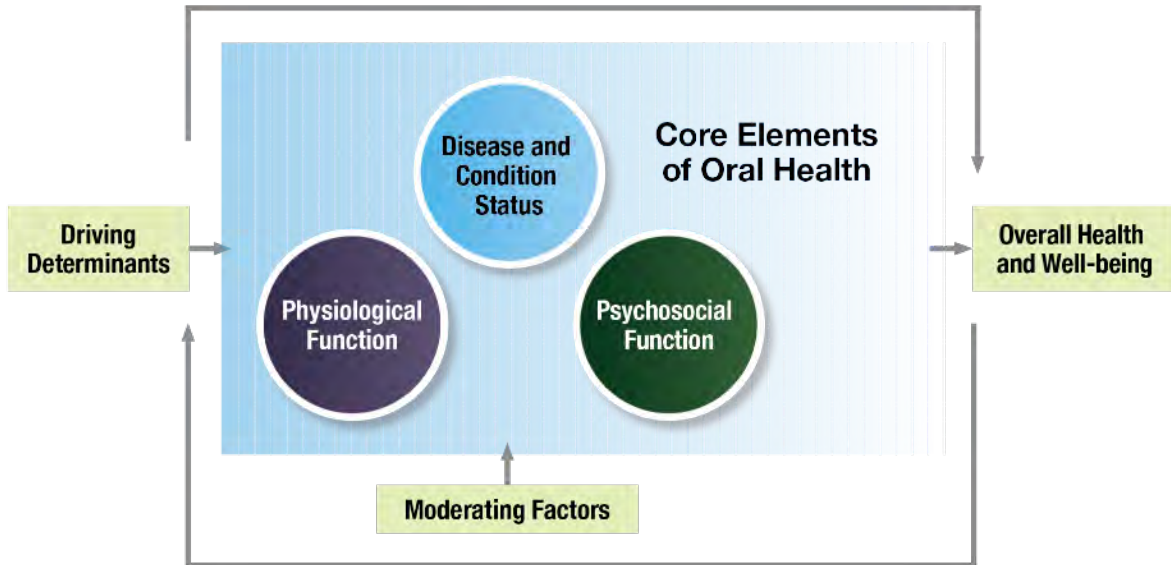 Disease and
Condition
Status
Core Elements
of Oral Health
Driving
Determinants
Overall Health
and Well-being
Physiological
Function
Psychosocial
Function
Moderating Factors